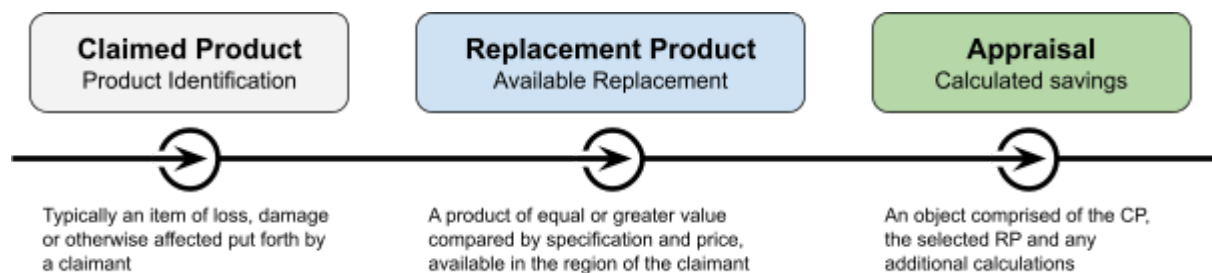 Claimed Product
Product Identification
Replacement Product
Available Replacement
Appraisal
Calculated savings
Typically an item of loss, damage
or otherwise affected put forth by
a claimant
A product of equal or greater value
compared by specification and price,
available in the region of the claimant
An object comprised of the CP,
the selected RP and any
additional calculations